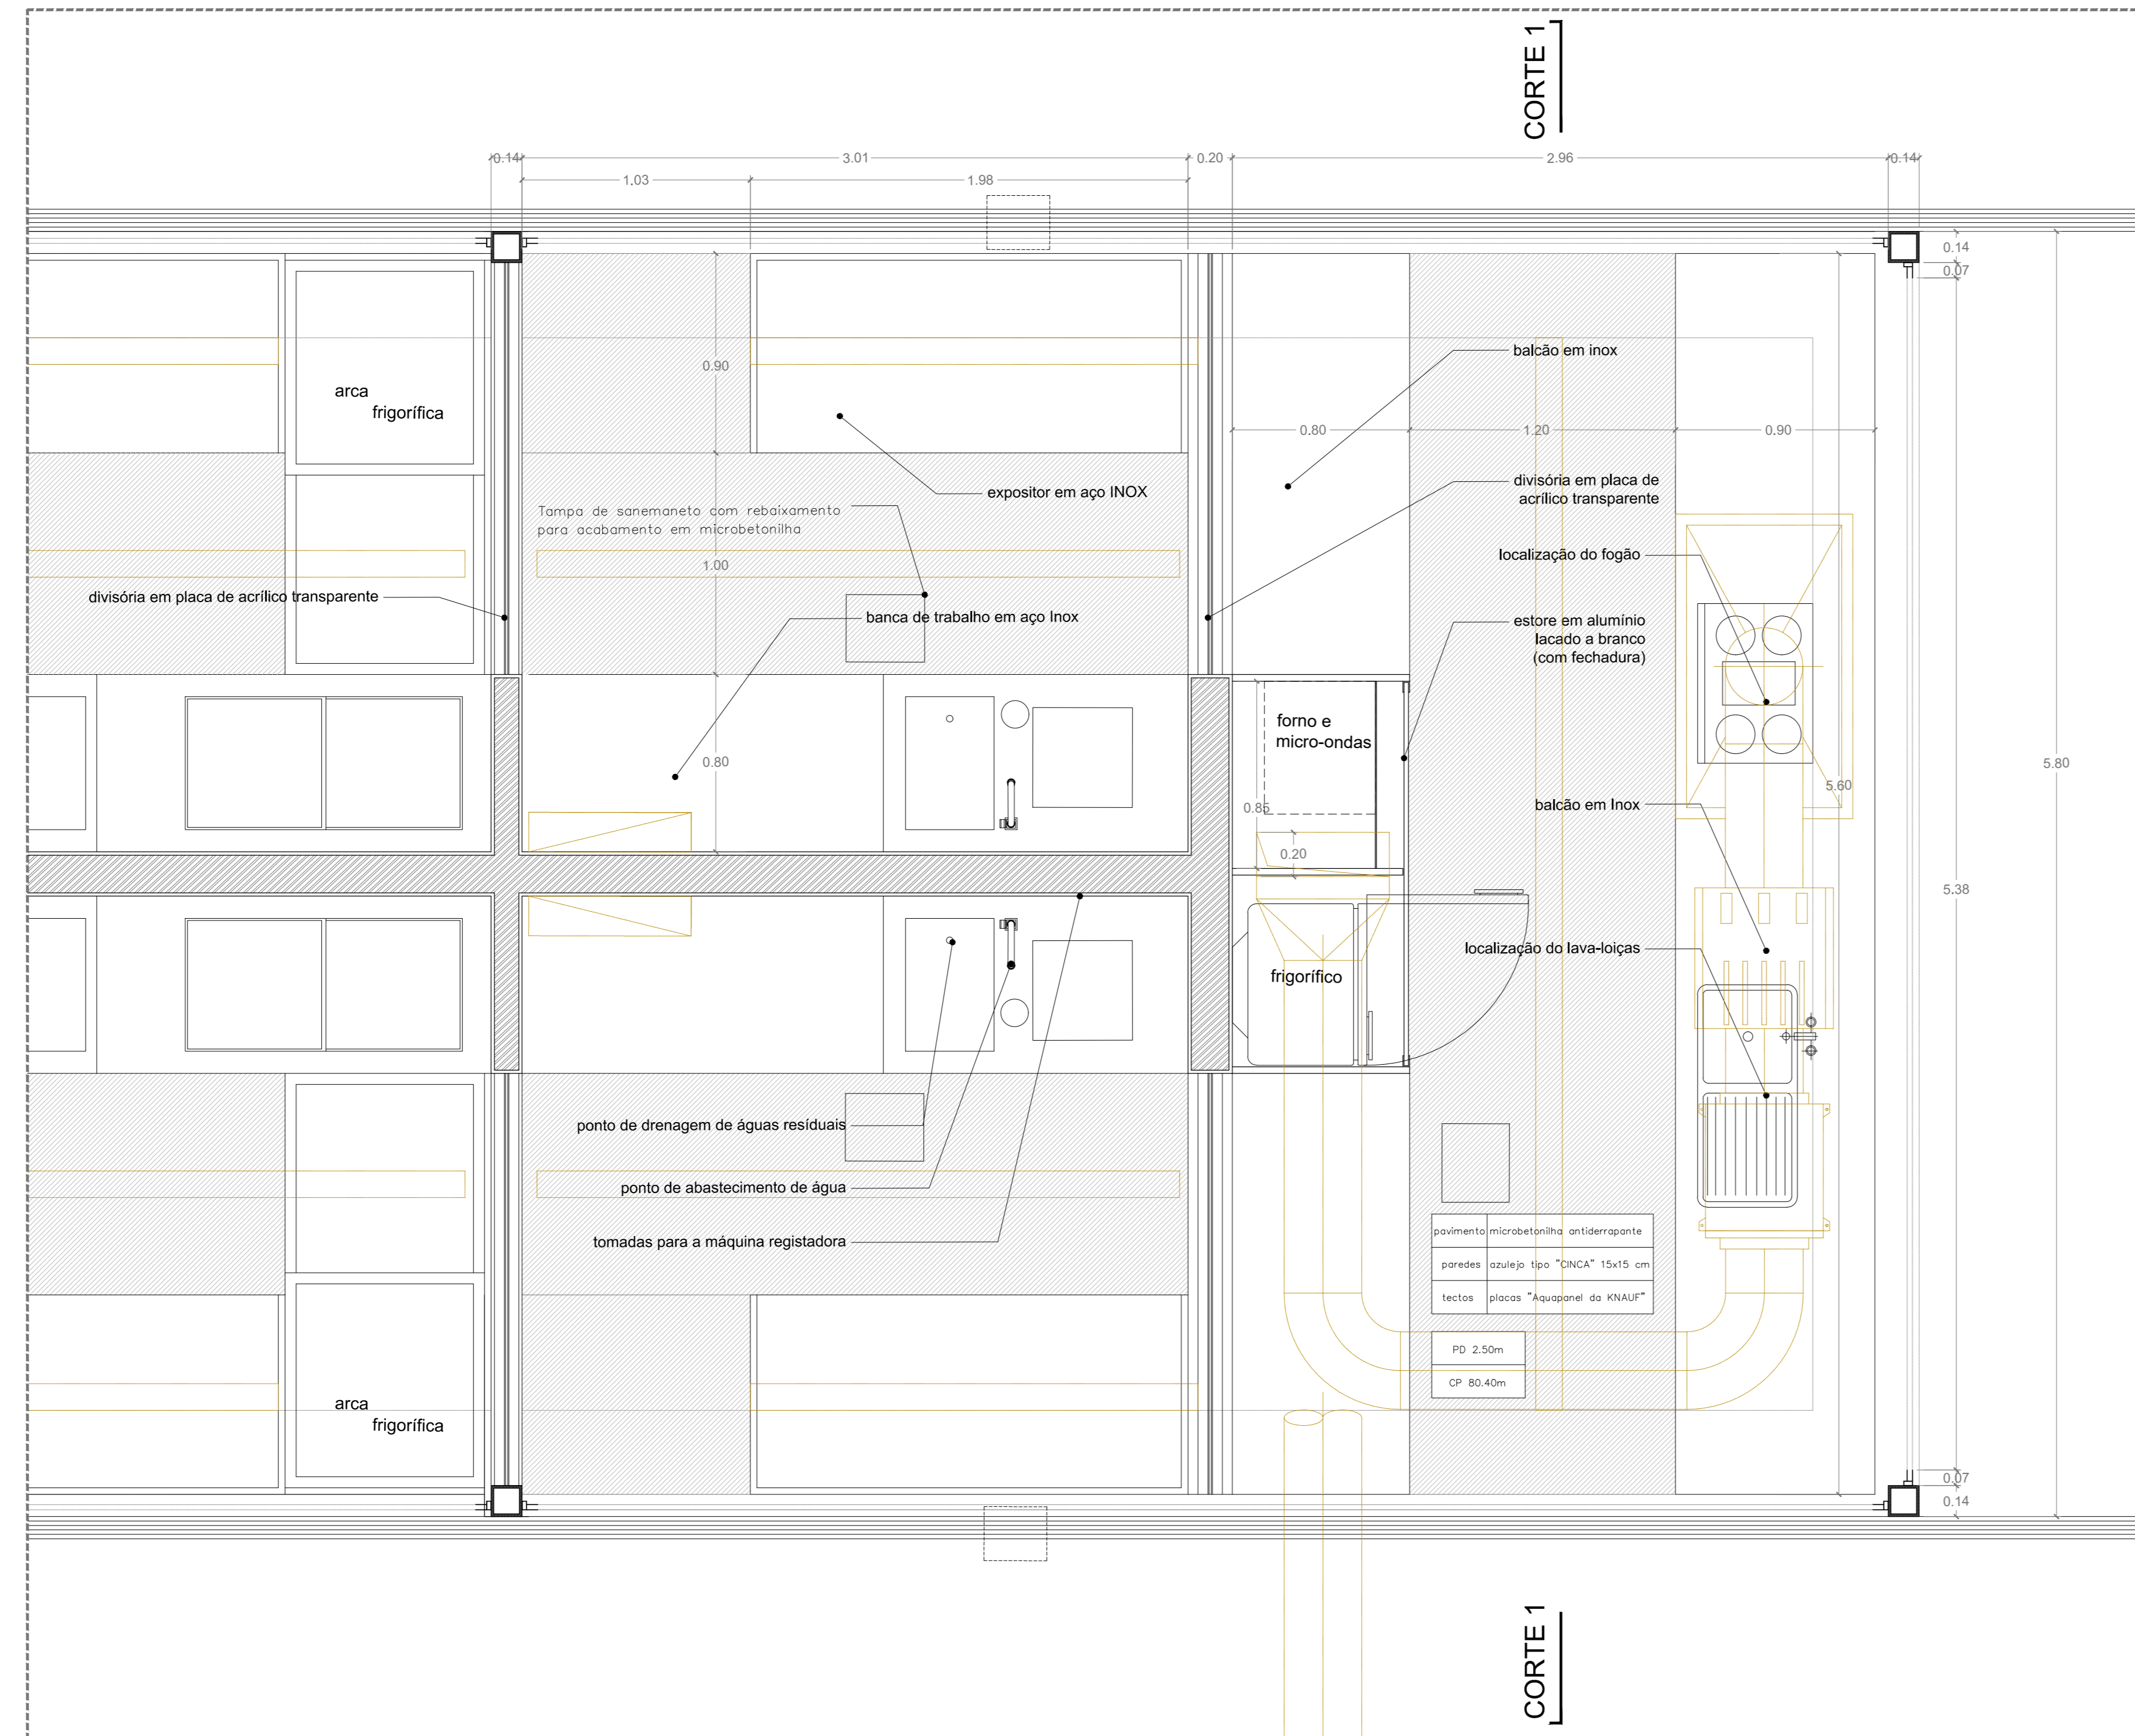 CORTE 1
0.14
3.01
0.20
2.96
0.14
1.03
1.98
0.14
0.07
balcão em inox
0.90
arca
frigorífica
0.80
1.20
0.90
divisória em placa de
acrílico transparente
expositor em aço INOX
Tampa de sanemaneto com rebaixamento
para acabamento em microbetonilha
localização do fogão
1.00
divisória em placa de acrílico transparente
banca de trabalho em aço Inox
estore em alumínio
lacado a branco
(com fechadura)
forno e
micro-ondas
0.80
5.80
5.60
0.85
balcão em Inox
0.20
5.38
localização do lava-loiças
frigorífico
ponto de drenagem de águas resíduais
ponto de abastecimento de água
tomadas para a máquina registadora
pavimento microbetonilha antiderrapante
paredes azulejo tipo "CINCA" 15x15 cm
tectos placas "Aquapanel da KNAUF"
PD 2.50m
CP 80.40m
arca
frigorífica
0.07
0.14
CORTE 1